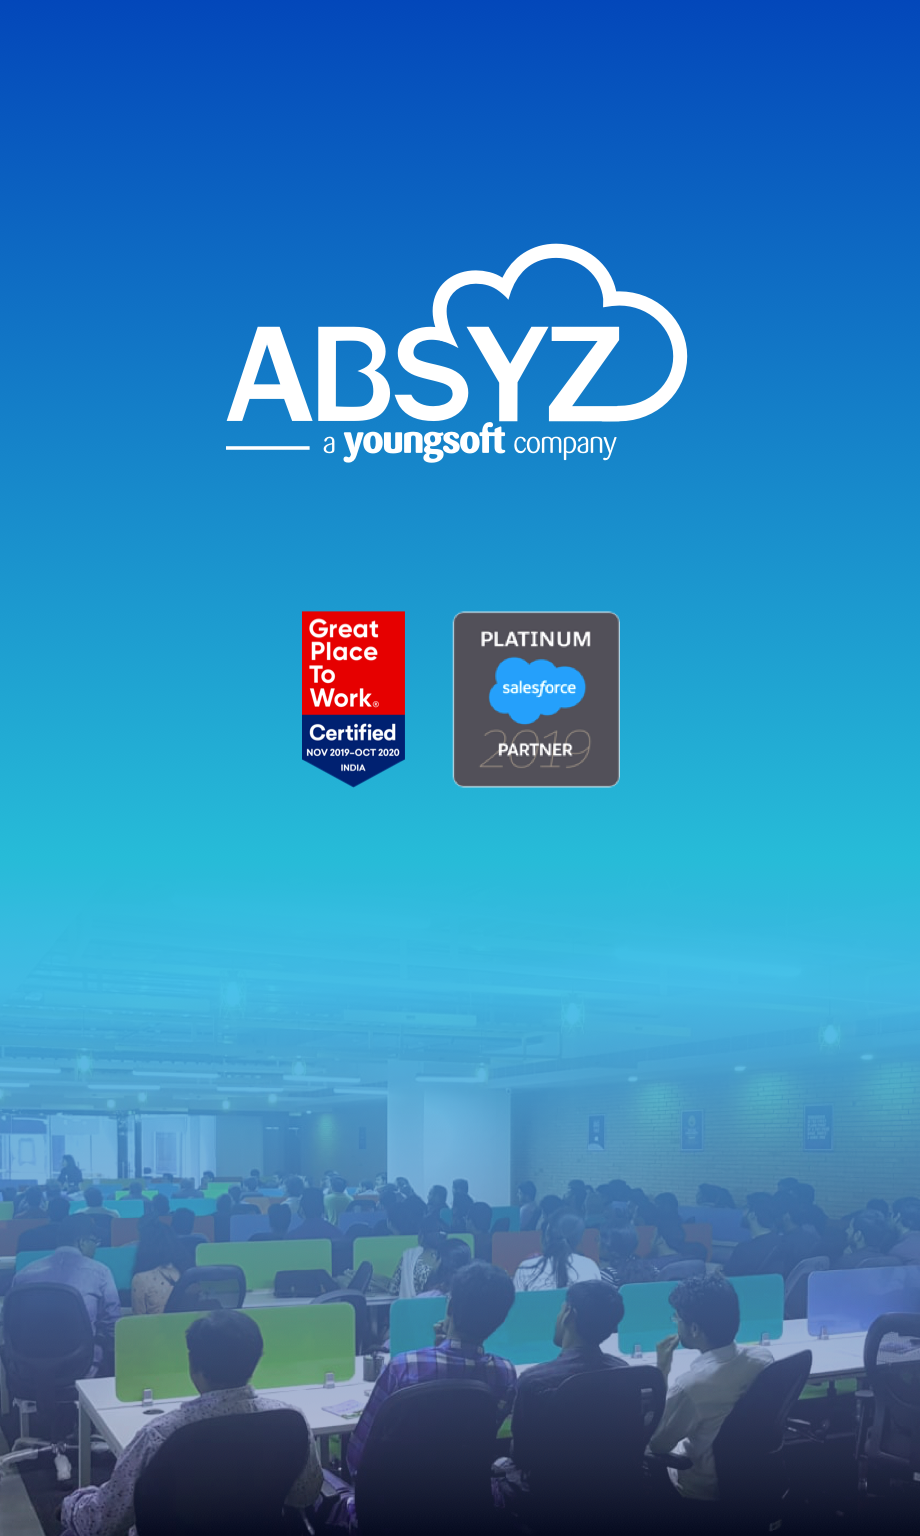 ABSYZ
a youngsoft company
Great
Place
To
Work®
Certified
NOV 2019–OCT 2020
INDIA
PLATINUM
salesforce
2019
PARTNER